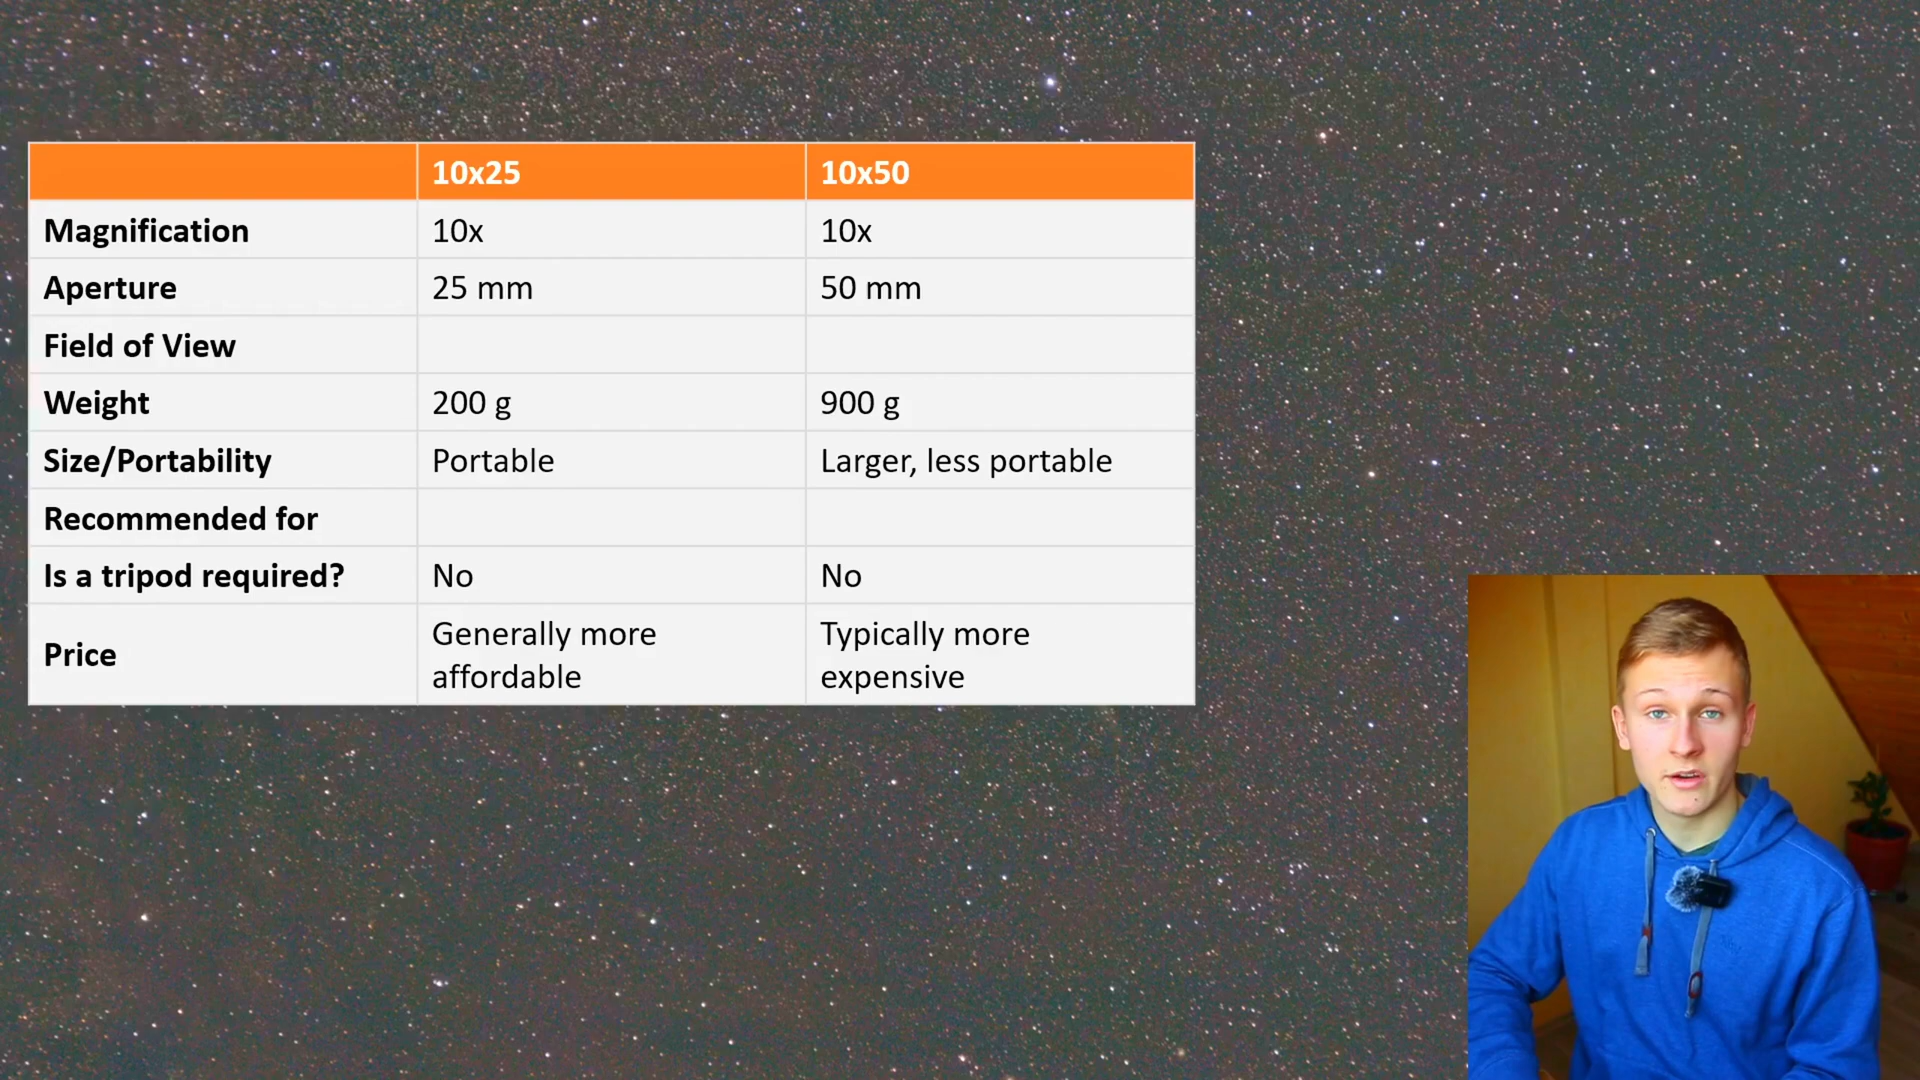 10x25 10x50
Magnification 10x 10x
Aperture 25 mm 50 mm
Field of View
Weight 200 g 900 g
Size/Portability Portable Larger, less portable
Recommended for
Is a tripod required? No No
Price Generally more affordable Typically more expensive